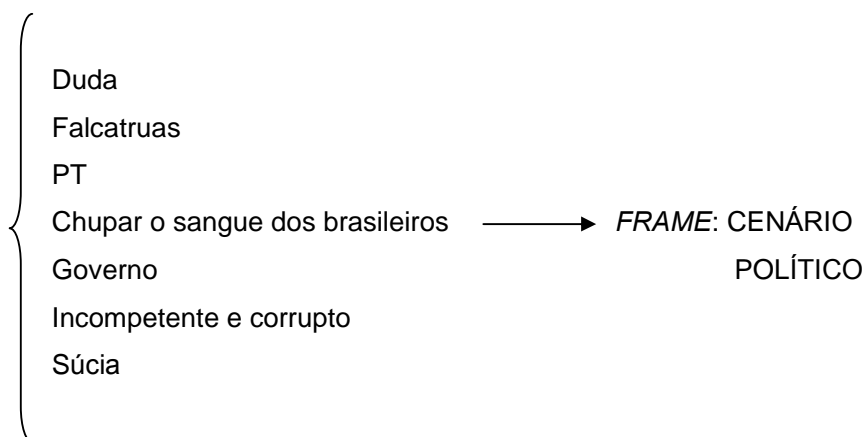 Duda
Falcatruas
PT
Chupar o sangue dos brasileiros FRAME: CENÁRIO
Governo POLÍTICO
Incompetente e corrupto
Súcia